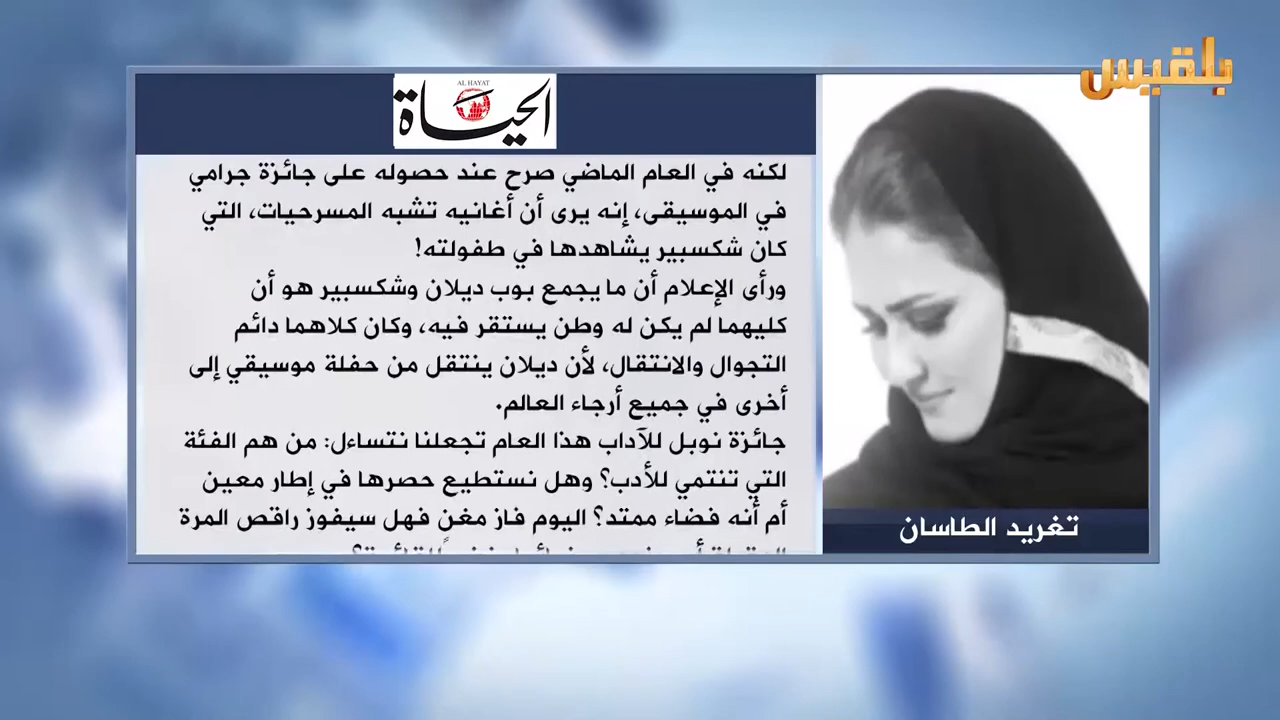 بلقيس
AL HAYAT
الحياة
لكنه في العام الماضي صرح عند حصوله على جائزة جرامي
في الموسيقى، إنه يرى أن أغانيه تشبه المسرحيات، التي
كان شكسبير يشاهدها في طفولته!
ورأى الإعلام أن ما يجمع بوب ديلان وشكسبير هو أن
كليهما لم يكن له وطن يستقر فيه، وكان كلاهما دائم
التجوال والانتقال، لأن ديلان ينتقل من حفلة موسيقي إلى
أخرى في جميع أرجاء العالم.
جائزة نوبل للآداب هذا العام تجعلنا نتساءل: من هم الفئة
التي تنتمي للأدب؟ وهل نستطيع حصرها في إطار معين
أم أنه فضاء ممتد؟ اليوم فاز مغنٍ فهل سيفوز راقص المرة
تغريد الطاسان